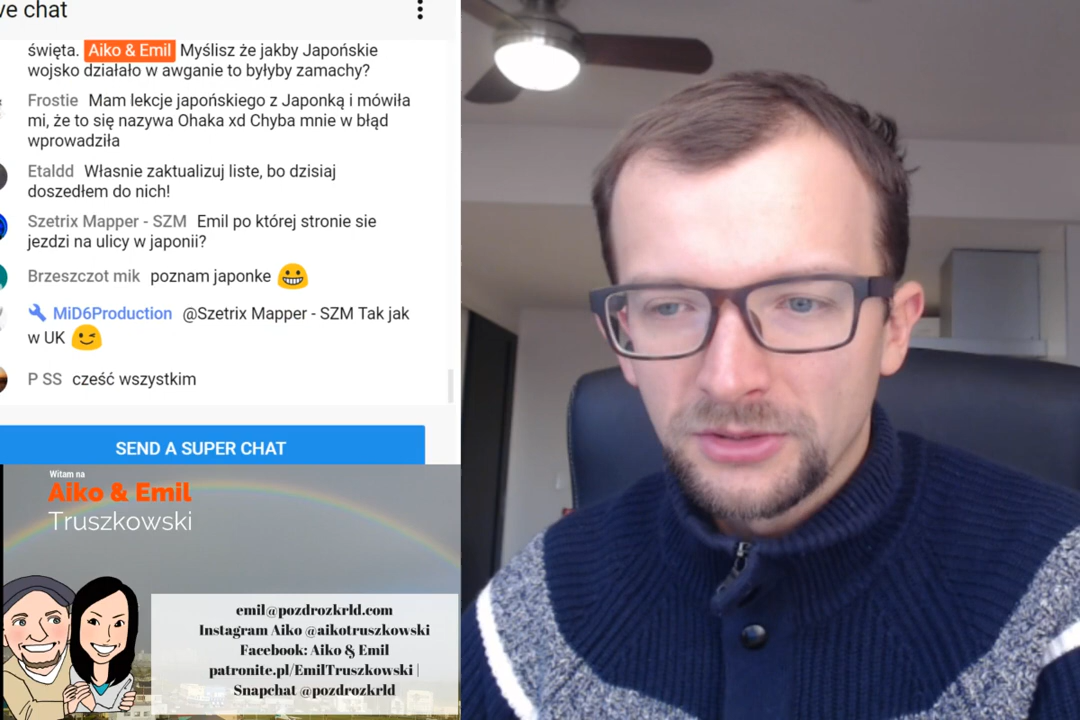 ve chat
święta. Aiko & Emil Myślisz że jakby Japońskie
wojsko działało w awganie to byłyby zamachy?
Frostie Mam lekcje japońskiego z Japonką i mówiła
mi, że to się nazywa Ohaka xd Chyba mnie w błąd
wprowadziła
Etaldd Własnie zaktualizuj liste, bo dzisiaj
doszedłem do nich!
Szetrix Mapper - SZM Emil po której stronie sie
jezdzi na ulicy w japonii?
Brzeszczot mik poznam japonke 😀
MiD6Production @Szetrix Mapper - SZM Tak jak
w UK 😉
P SS cześć wszystkim
SEND A SUPER CHAT
Witam na
Aiko & Emil
Truszkowski
emil@pozdrozkrld.com
Instagram Aiko @aikotruszkowski
Facebook: Aiko & Emil
patronite.pl/EmilTruszkowski |
Snapchat @pozdrozkrld